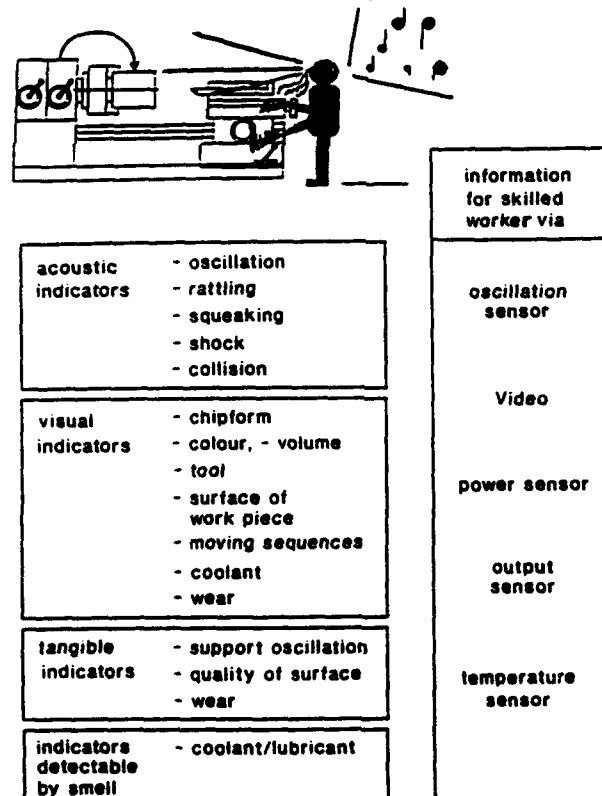 information
for skilled
worker via
acoustic - oscillation
indicators - rattling
- squeaking
- shock
- collision
visual - chipform
indicators - colour, - volume
- tool
- surface of
work piece
- moving sequences
- coolant
- wear
tangible - support oscillation
indicators - quality of surface
- wear
indicators - coolant/lubricant
detectable
by smell
oscillation
sensor
Video
power sensor
output
sensor
temperature
sensor